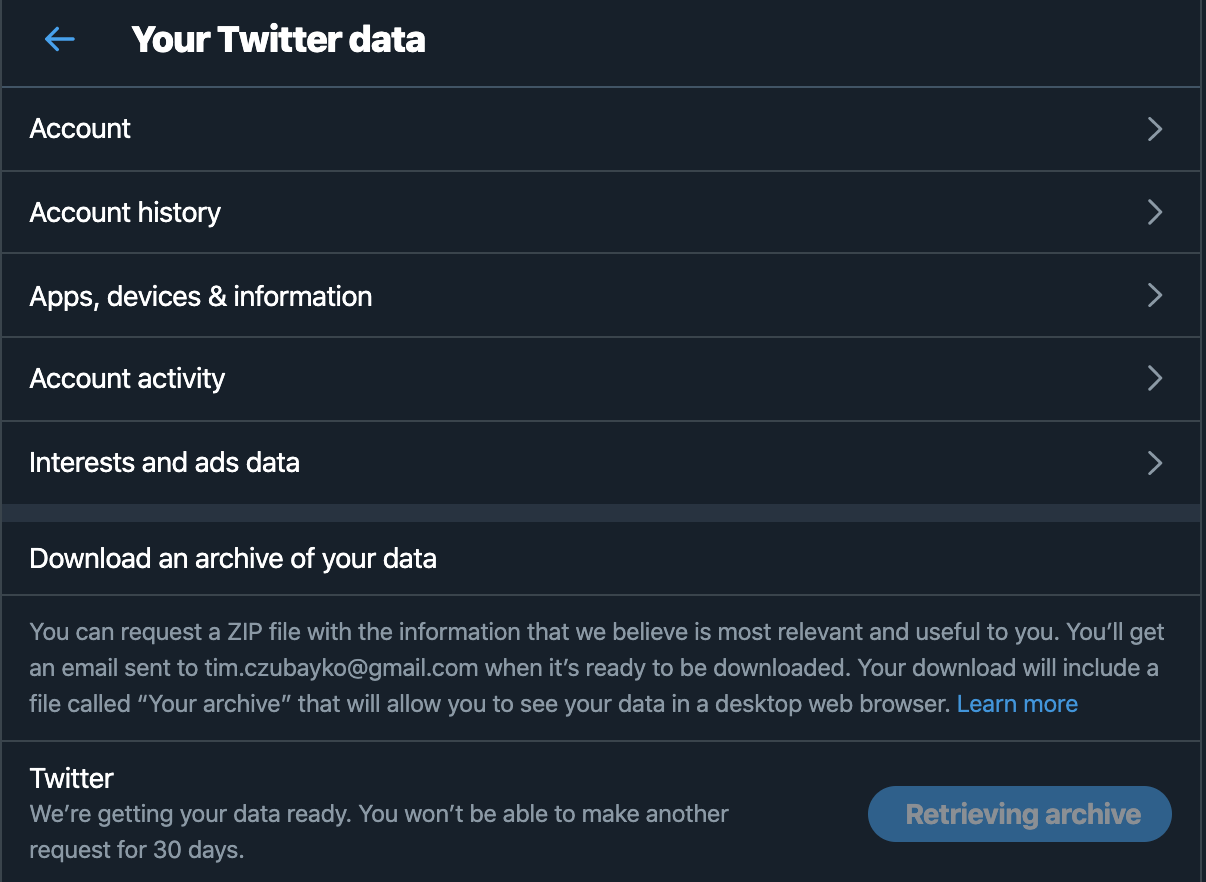 Your Twitter data
Account
Account history
Apps, devices & information
Account activity
Interests and ads data
Download an archive of your data
You can request a ZIP file with the information that we believe is most relevant and useful to you. You’ll get
an email sent to tim.czubayko@gmail.com when it’s ready to be downloaded. Your download will include a
file called “Your archive” that will allow you to see your data in a desktop web browser. Learn more
Twitter
We’re getting your data ready. You won’t be able to make another
request for 30 days.
Retrieving archive